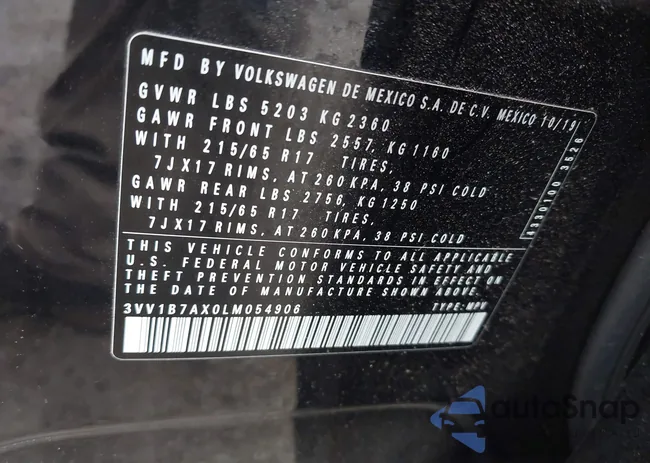 MFD BY VOLKSWAGEN DE MEXICO S.A. DE C.V. MEXICO 10/19
GVWR LBS 5203 KG 2360
GAWR FRONT LBS 2557, KG 1160
WITH 215/65 R17 TIRES,
7JX17 RIMS, AT 260 KPA, 38 PSI COLD
GAWR REAR LBS 2756, KG 1250
WITH 215/65 R17 TIRES,
7JX17 RIMS, AT 260 KPA, 38 PSI COLD
THIS VEHICLE CONFORMS TO ALL APPLICABLE
U.S. FEDERAL MOTOR VEHICLE SAFETY AND
THEFT PREVENTION STANDARDS IN EFFECT ON
THE DATE OF MANUFACTURE SHOWN ABOVE.
3VV1B7AX0LM054906 TYPE: MPV
3526
autoSnap